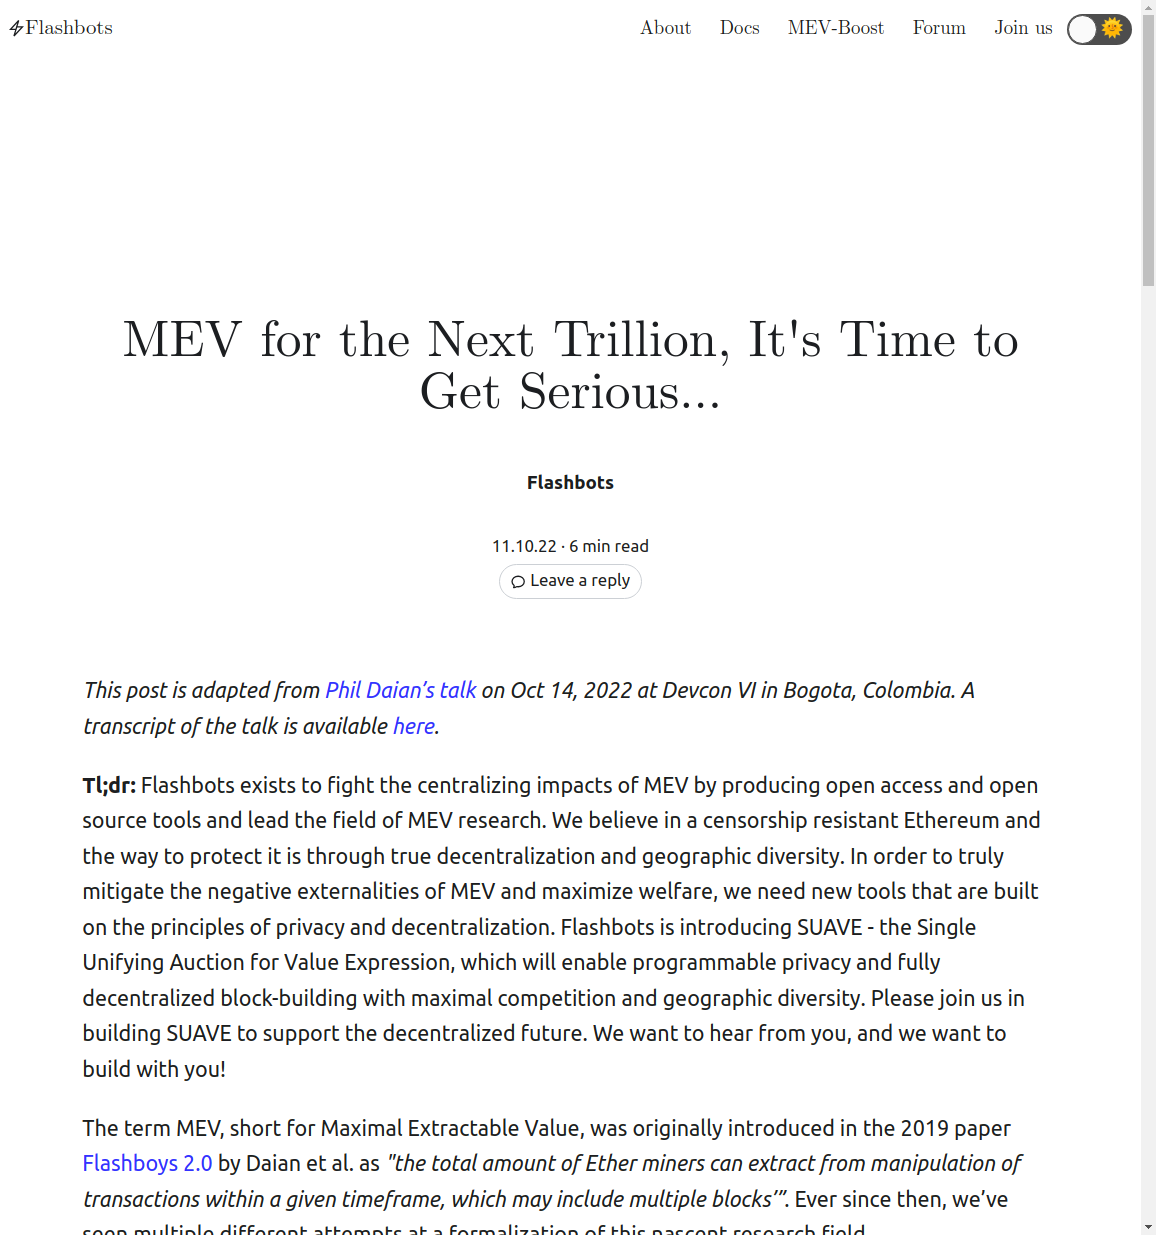 Flashbots
About Docs MEV-Boost Forum Join us
MEV for the Next Trillion, It's Time to
Get Serious...
Flashbots
11.10.22 · 6 min read
Leave a reply
This post is adapted from Phil Daian’s talk on Oct 14, 2022 at Devcon VI in Bogota, Colombia. A
transcript of the talk is available here.
Tl;dr: Flashbots exists to fight the centralizing impacts of MEV by producing open access and open
source tools and lead the field of MEV research. We believe in a censorship resistant Ethereum and
the way to protect it is through true decentralization and geographic diversity. In order to truly
mitigate the negative externalities of MEV and maximize welfare, we need new tools that are built
on the principles of privacy and decentralization. Flashbots is introducing SUAVE - the Single
Unifying Auction for Value Expression, which will enable programmable privacy and fully
decentralized block-building with maximal competition and geographic diversity. Please join us in
building SUAVE to support the decentralized future. We want to hear from you, and we want to
build with you!
The term MEV, short for Maximal Extractable Value, was originally introduced in the 2019 paper
Flashboys 2.0 by Daian et al. as "the total amount of Ether miners can extract from manipulation of
transactions within a given timeframe, which may include multiple blocks’”. Ever since then, we’ve
seen multiple different attempts at a formalization of this nascent research field.